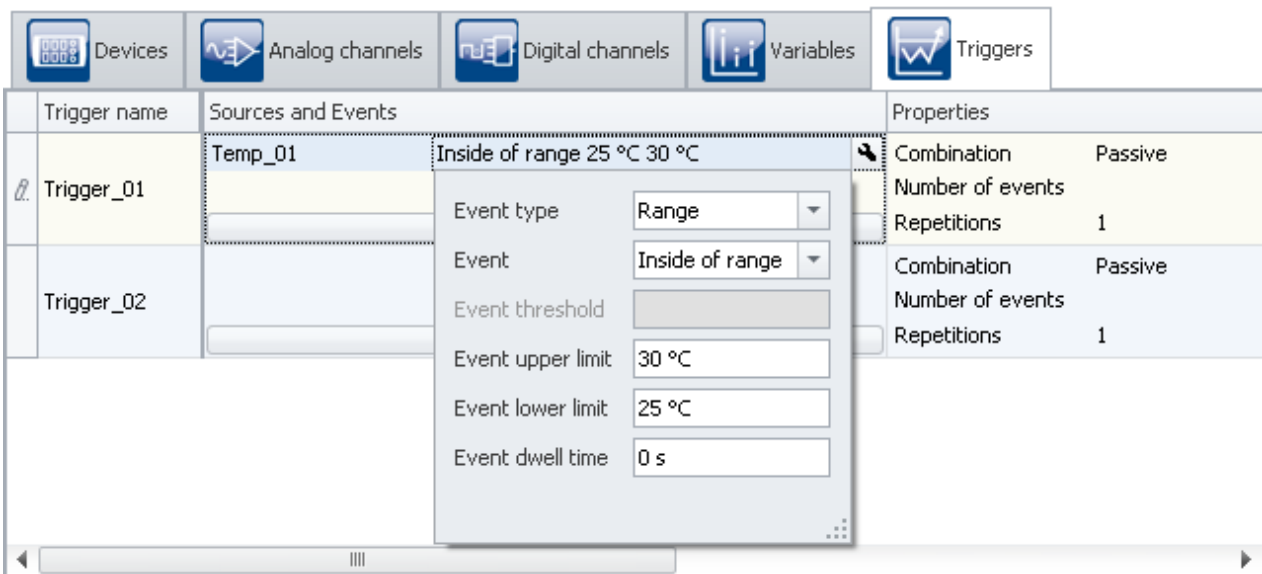 Devices
Analog channels
Digital channels
Variables
Triggers
Trigger name
Sources and Events
Properties
Trigger_01
Temp_01
Inside of range 25 °C 30 °C
Combination Passive
Number of events
Repetitions 1
Event type Range
Event Inside of range
Event threshold
Event upper limit 30 °C
Event lower limit 25 °C
Event dwell time 0 s
Trigger_02
Combination Passive
Number of events
Repetitions 1